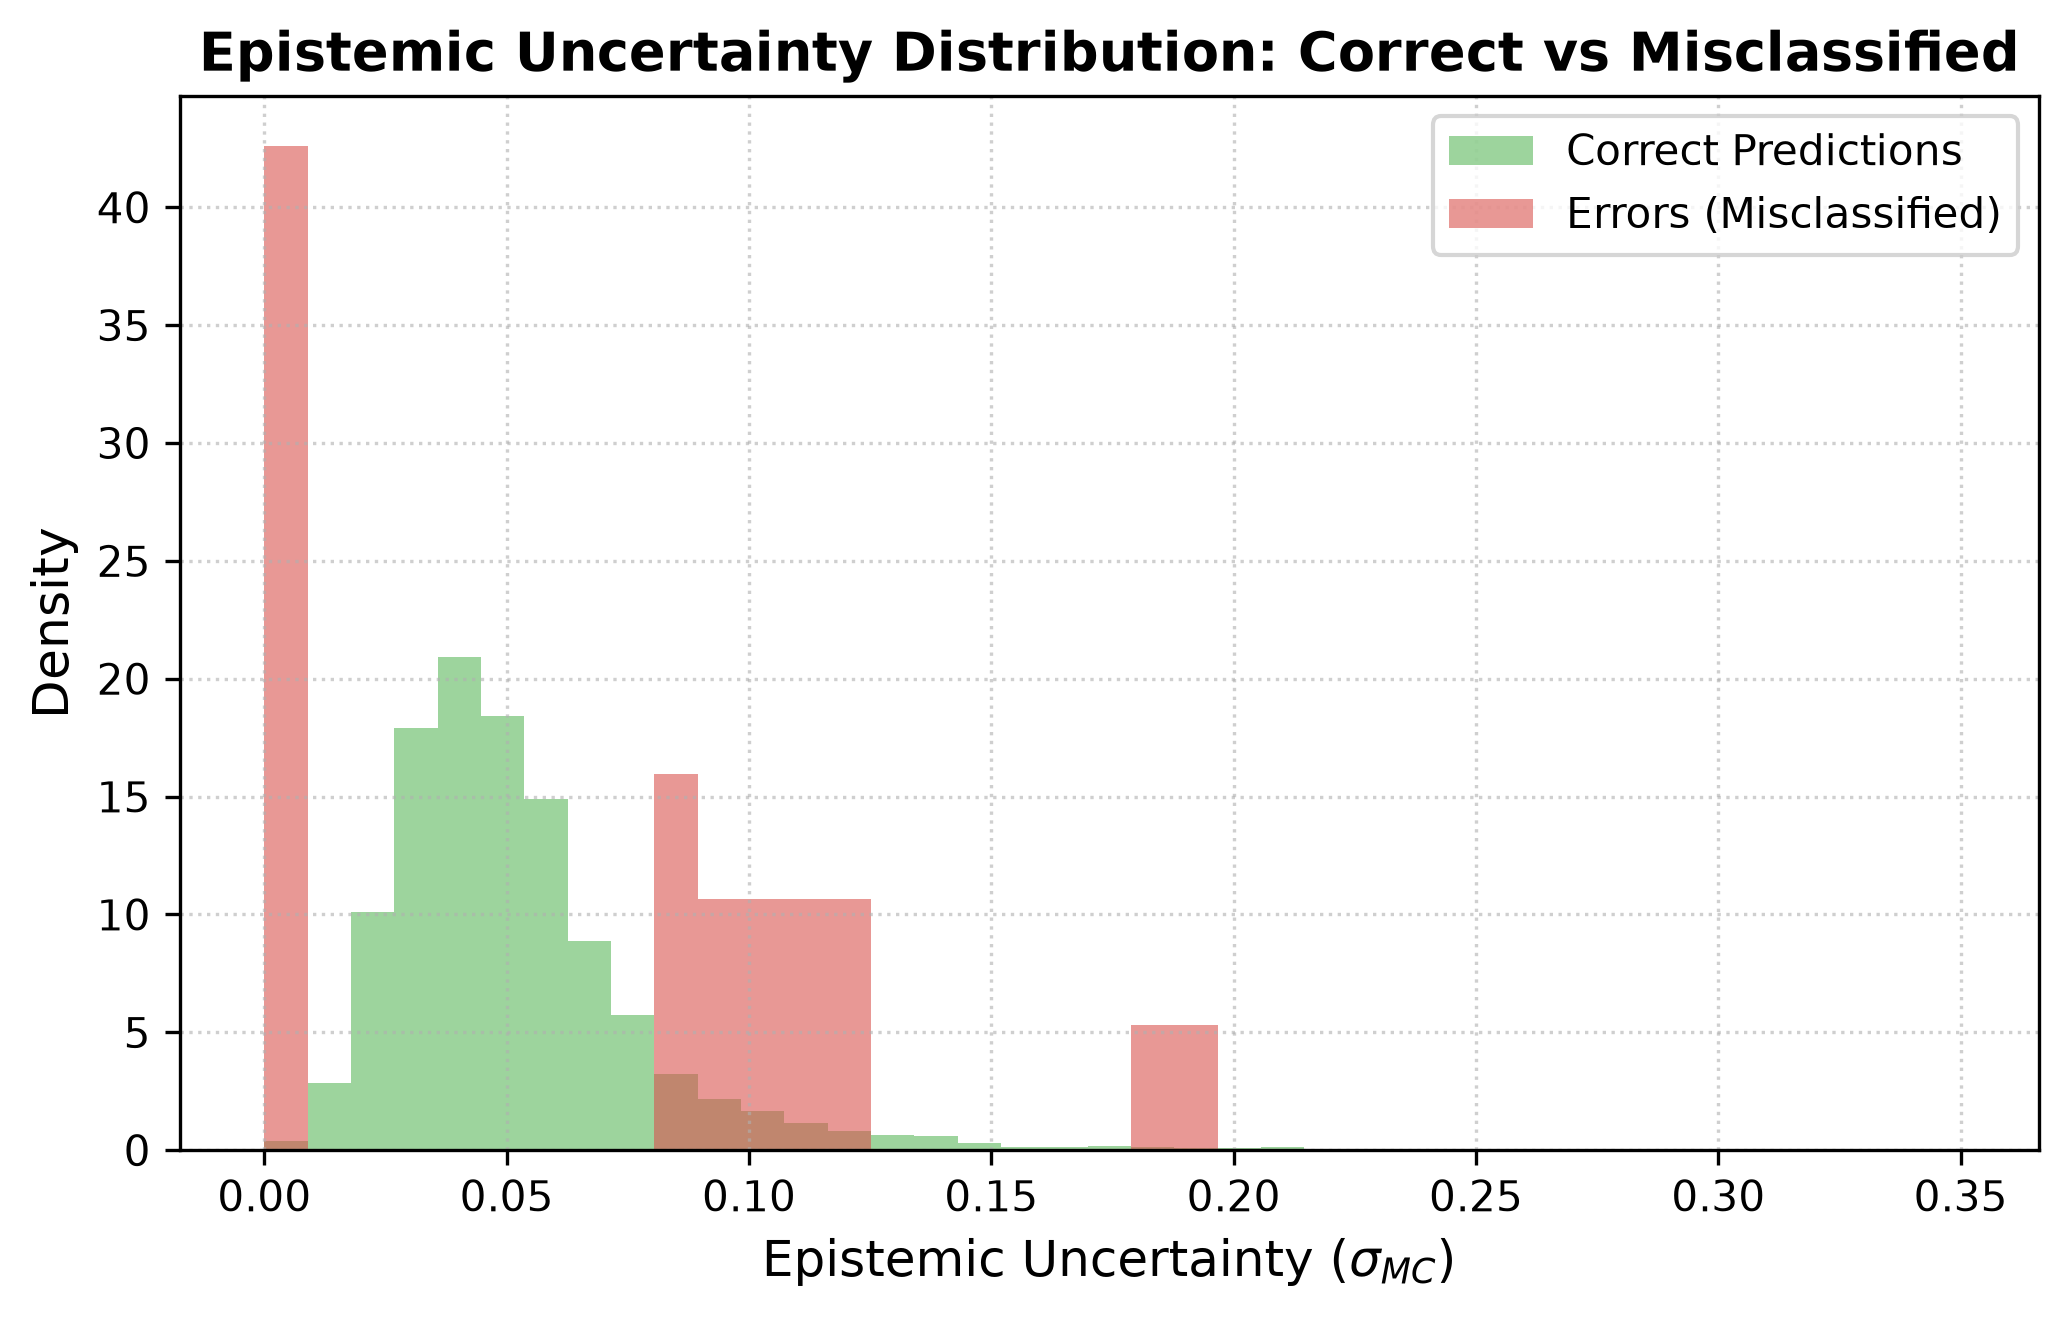 Epistemic Uncertainty Distribution: Correct vs Misclassified
Correct Predictions
Errors (Misclassified)
Density
40
35
30
25
20
15
10
5
0
0.00 0.05 0.10 0.15 0.20 0.25 0.30 0.35
Epistemic Uncertainty (σ_MC)